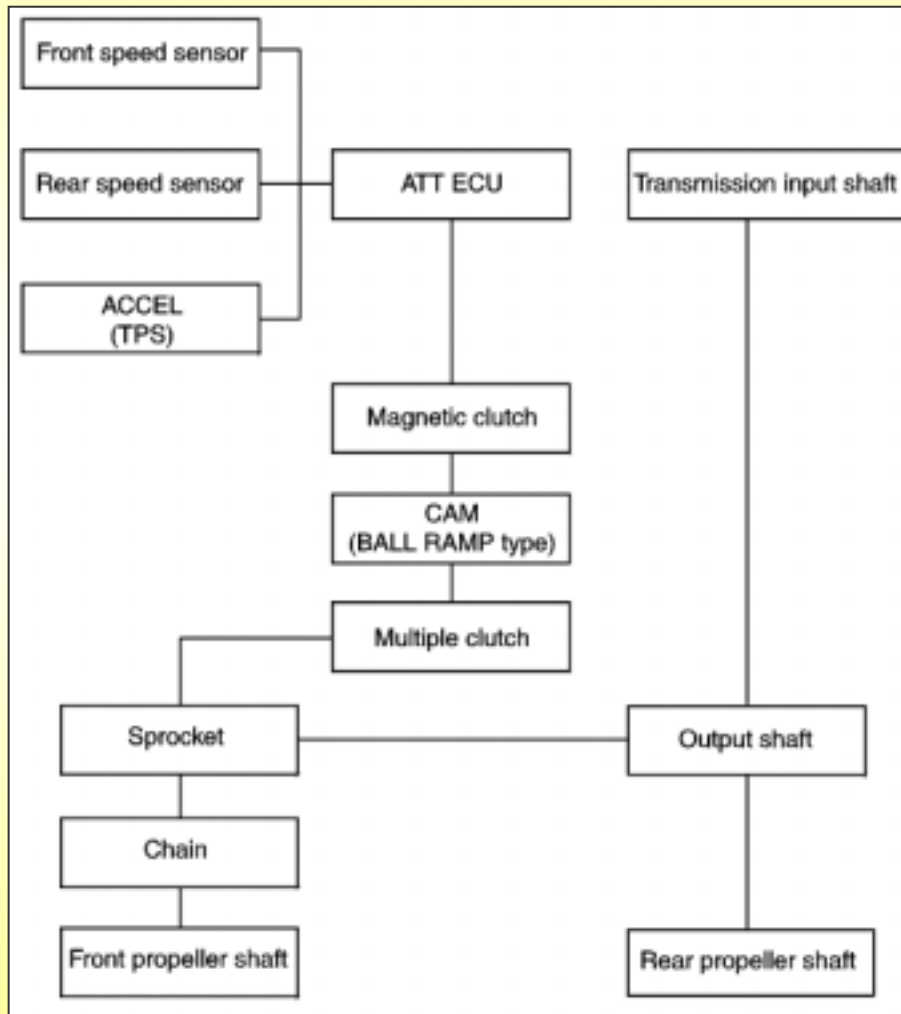 Front speed sensor
Rear speed sensor
ATT ECU
Transmission input shaft
ACCEL
(TPS)
Magnetic clutch
CAM
(BALL RAMP type)
Multiple clutch
Sprocket
Output shaft
Chain
Front propeller shaft
Rear propeller shaft